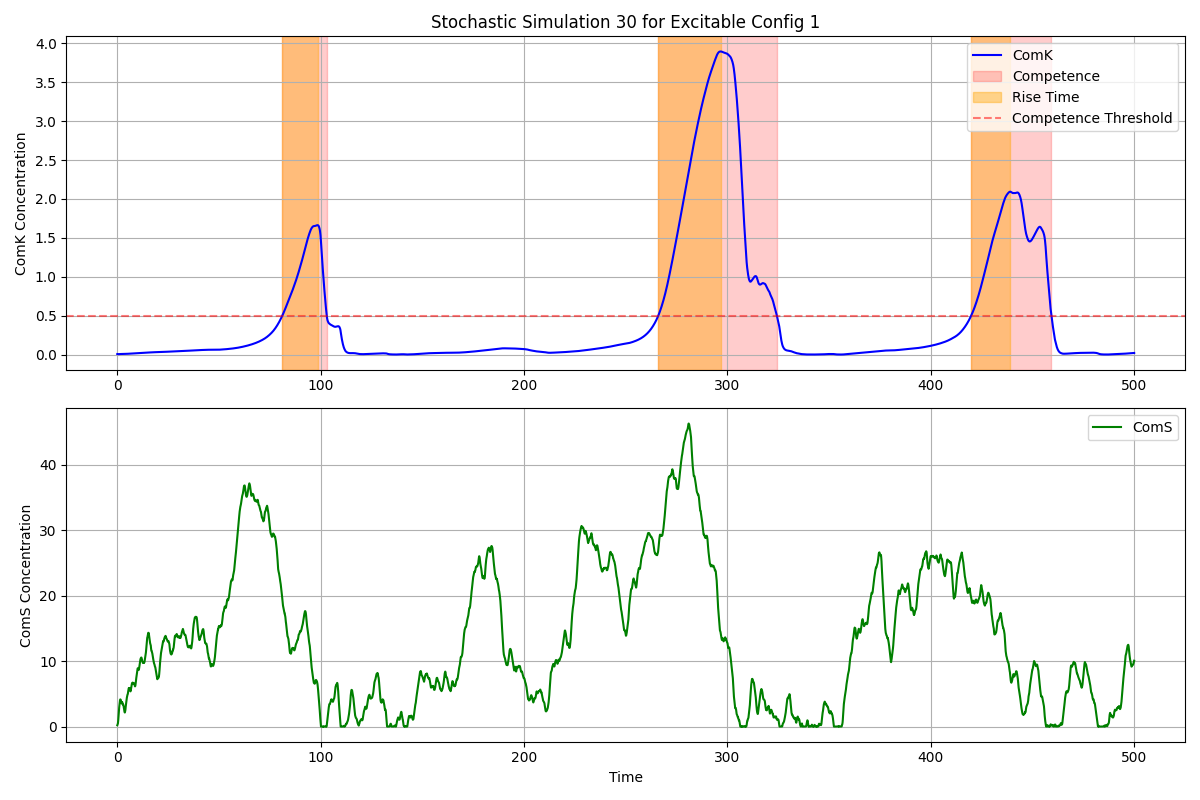 Stochastic Simulation 30 for Excitable Config 1
ComK Concentration
4.0
3.5
3.0
2.5
2.0
1.5
1.0
0.5
0.0
ComK
Competence
Rise Time
Competence Threshold
0 100 200 300 400 500
ComS Concentration
40
30
20
10
0
ComS
0 100 200 300 400 500
Time